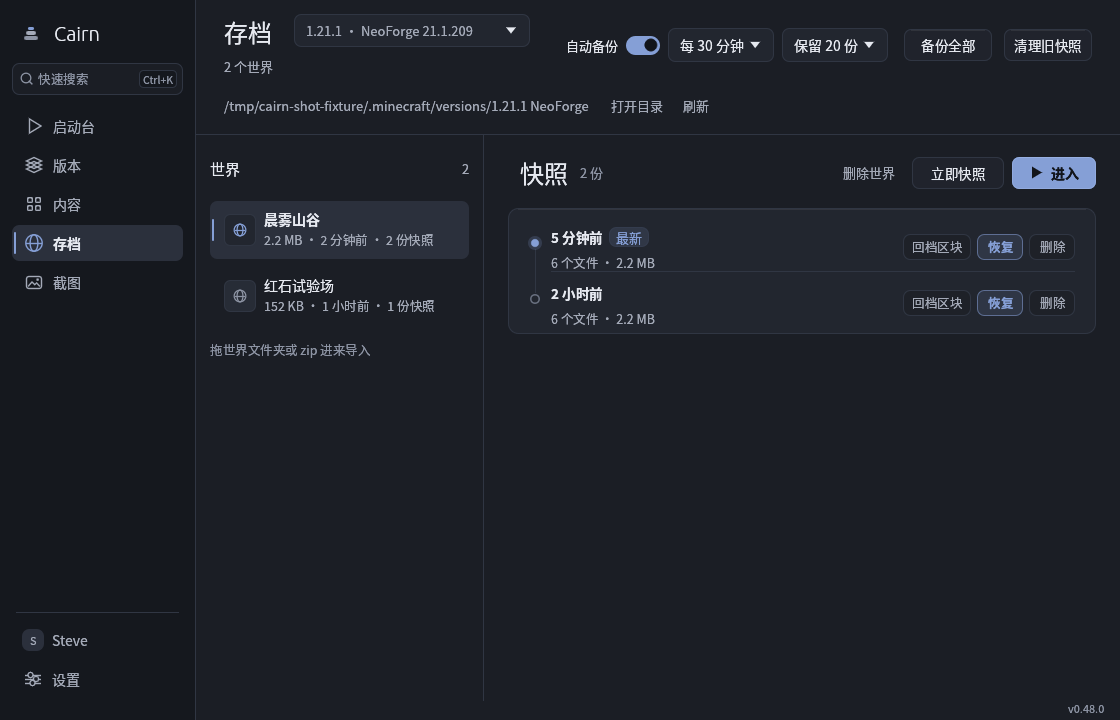 Cairn
快速搜索 Ctrl+K
启动台
版本
内容
存档
截图
S Steve
设置
存档 1.21.1 • NeoForge 21.1.209
2 个世界
自动备份 每 30 分钟 保留 20 份 备份全部 清理旧快照
/tmp/cairn-shot-fixture/.minecraft/versions/1.21.1 NeoForge 打开目录 刷新
世界 2
晨雾山谷
2.2 MB • 2 分钟前 • 2 份快照
红石试验场
152 KB • 1 小时前 • 1 份快照
拖世界文件夹或 zip 进来导入
快照 2 份 删除世界 立即快照 进入
5 分钟前 最新
6 个文件 • 2.2 MB
回档区块 恢复 删除
2 小时前
6 个文件 • 2.2 MB
回档区块 恢复 删除
v0.48.0